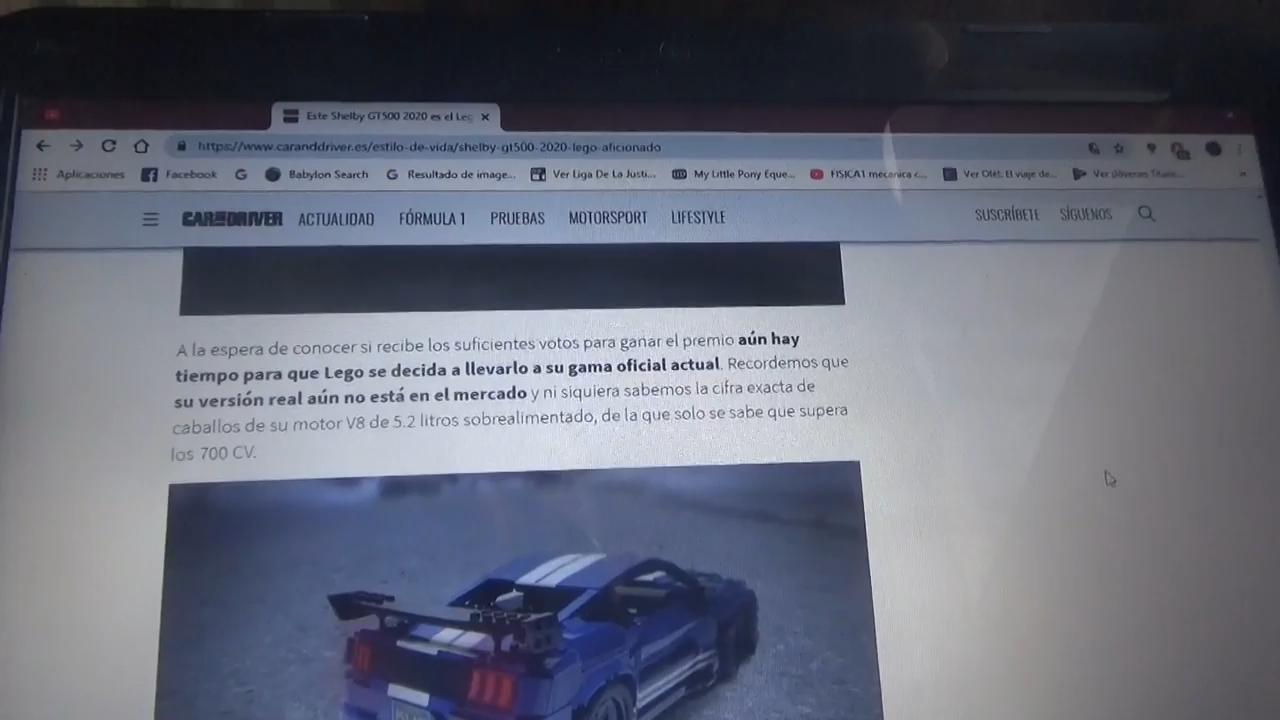 Este Shelby GT500 2020 es el Leg
https://www.caranddriver.es/estilo-de-vida/shelby-gt500-2020-lego-aficionado
Aplicaciones Facebook Babylon Search Resultado de image... Ver Liga De La Justi... My Little Pony Eque... FISICA1 mecanica c... Ver Olét. El viaje de...
CAR AND DRIVER ACTUALIDAD FÓRMULA 1 PRUEBAS MOTORSPORT LIFESTYLE SUSCRÍBETE SÍGUENOS
A la espera de conocer si recibe los suficientes votos para ganar el premio aún hay
tiempo para que Lego se decida a llevarlo a su gama oficial actual. Recordemos que
su versión real aún no está en el mercado y ni siquiera sabemos la cifra exacta de
caballos de su motor V8 de 5.2 litros sobrealimentado, de la que solo se sabe que supera
los 700 CV.